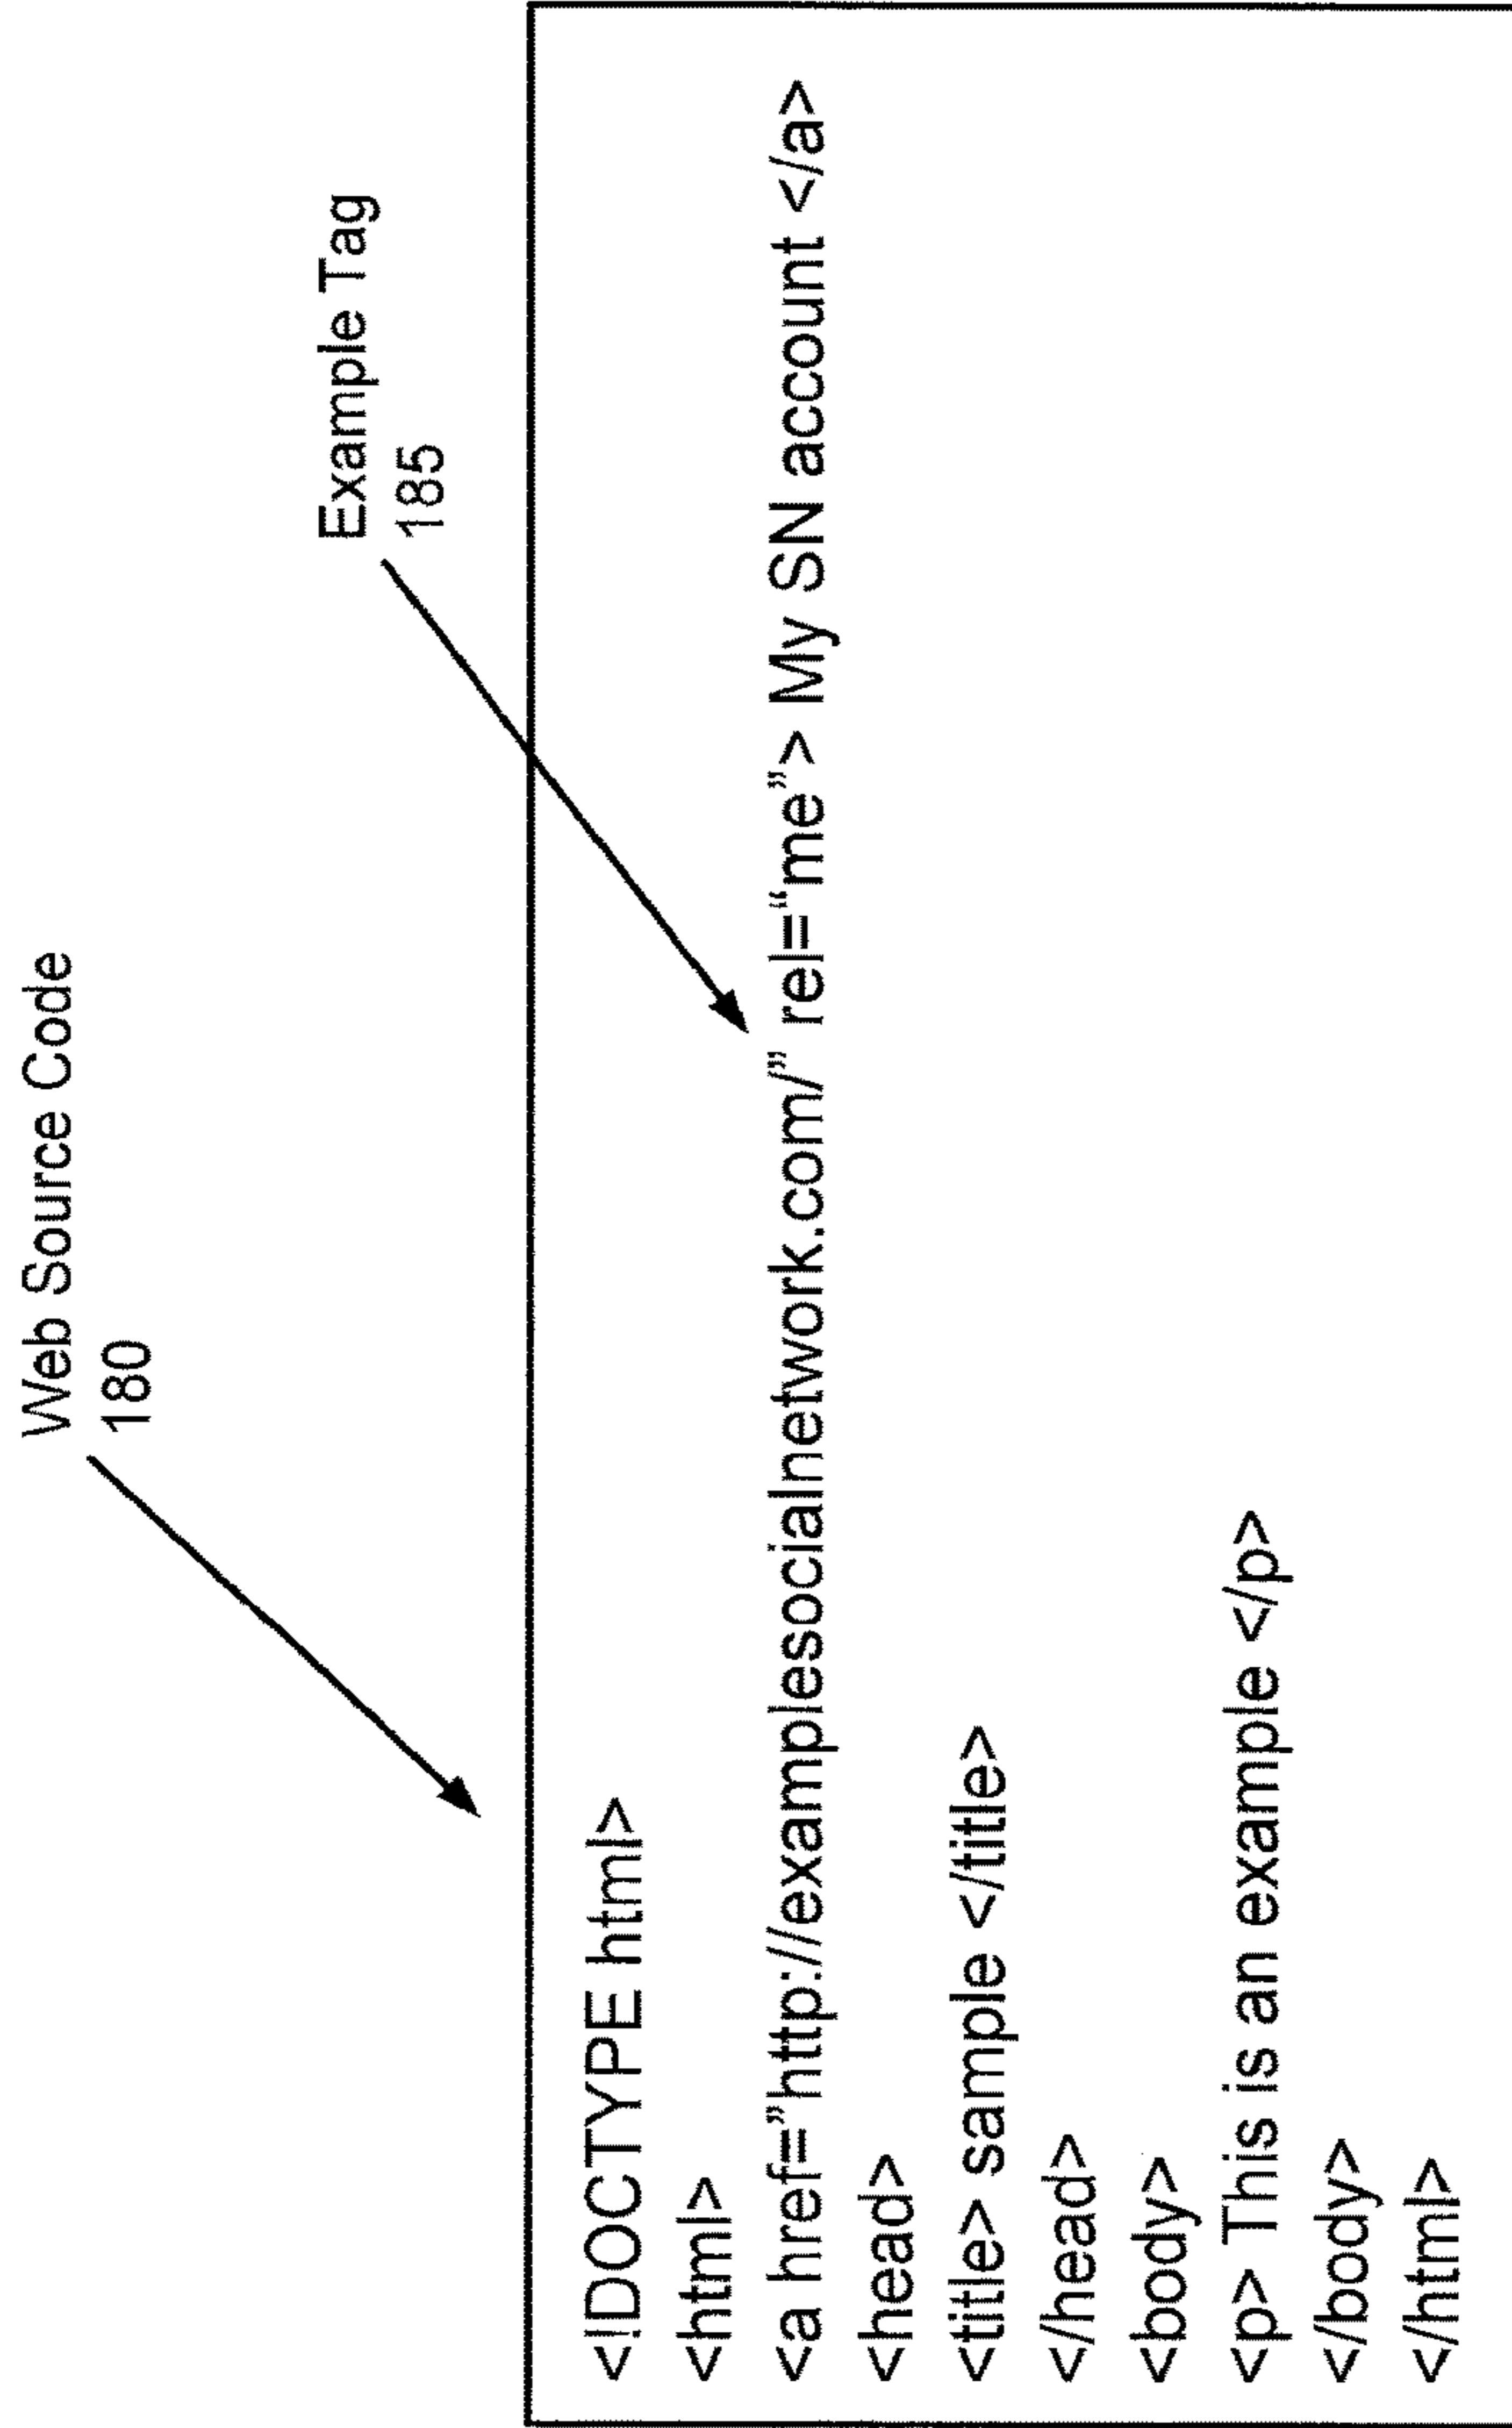 Web Source Code
180
Example Tag
185
<!DOCTYPE html>
<html>
<a href=”http://examplesocialnetwork.com/” rel=“me”> My SN account </a>
<head>
<title> sample </title>
</head>
<body>
<p> This is an example </p>
</body>
</html>